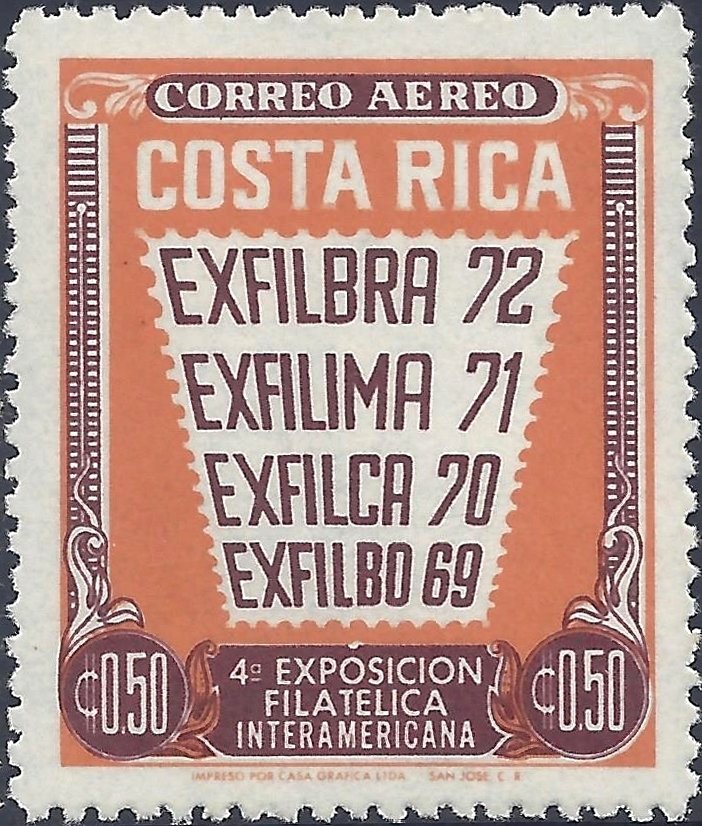 CORREO AEREO
COSTA RICA
EXFILBRA 72
EXFILIMA 71
EXFILCA 70
EXFILBO 69
₡0.50
4ª EXPOSICION
FILATELICA
INTERAMERICANA
₡0.50
IMPRESO POR CASA GRAFICA LTDA. SAN JOSE, C. R.